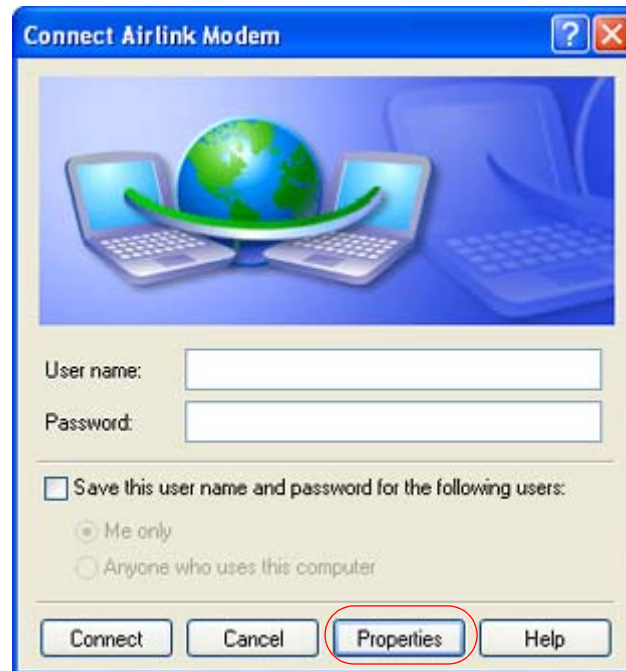 Connect Airlink Modem
User name:
Password:
Save this user name and password for the following users:
Me only
Anyone who uses this computer
Connect Cancel Properties Help